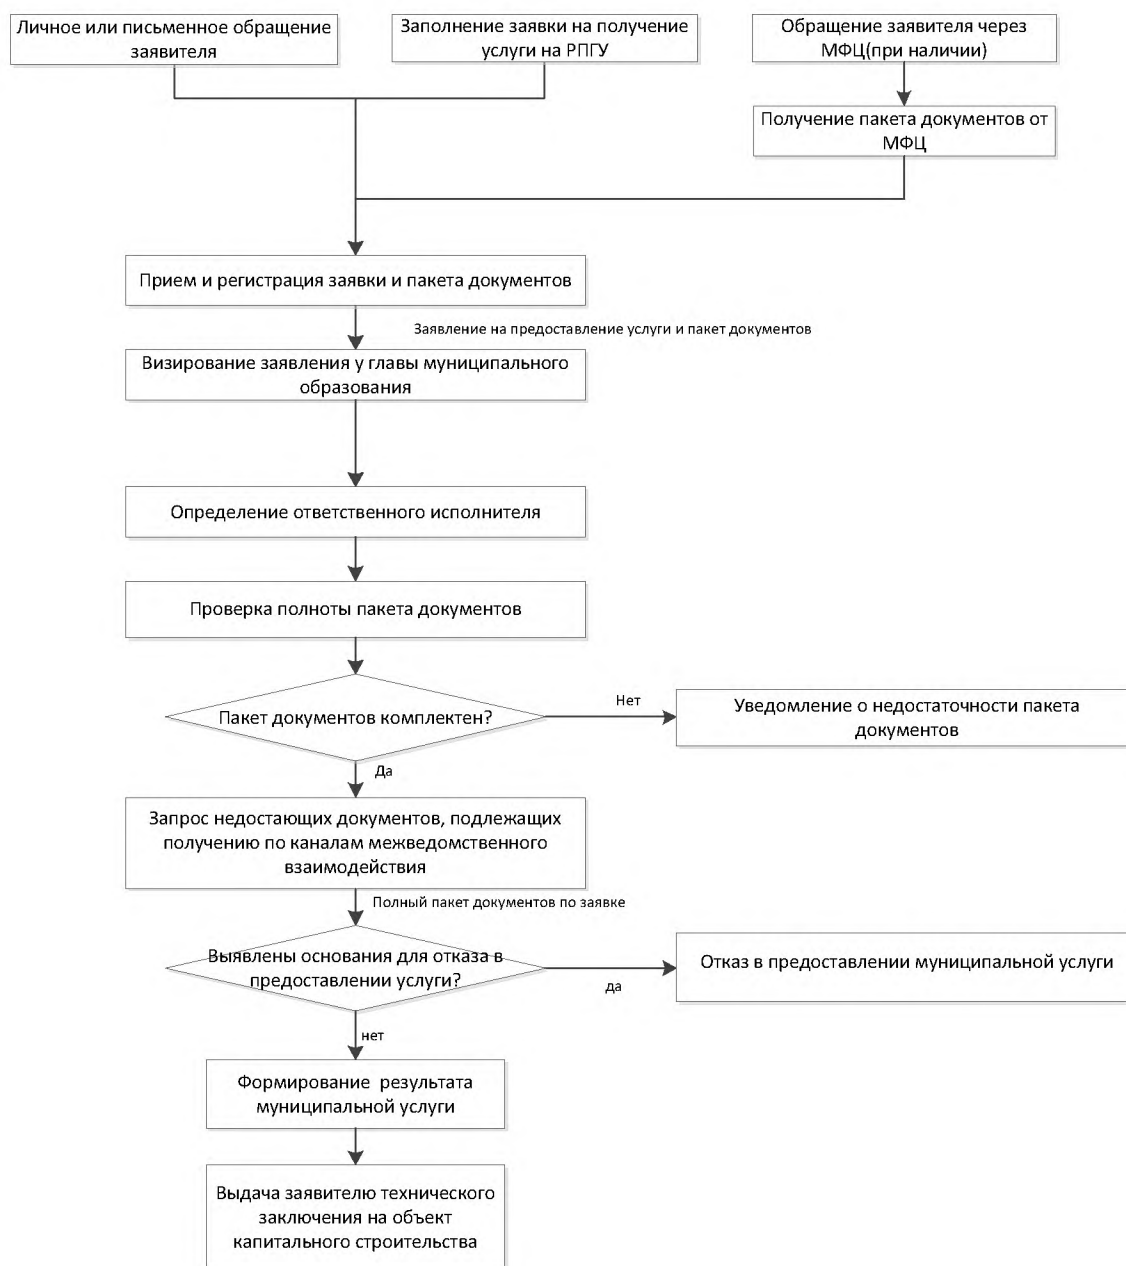 Личное или письменное обращение
заявителя
Заполнение заявки на получение
услуги на РПГУ
Обращение заявителя через
МФЦ(при наличии)
Получение пакета документов от
МФЦ
Прием и регистрация заявки и пакета документов
Заявление на предоставление услуги и пакет документов
Визирование заявления у главы муниципального
образования
Определение ответственного исполнителя
Проверка полноты пакета документов
Пакет документов комплектен?
Нет
Уведомление о недостаточности пакета
документов
Да
Запрос недостающих документов, подлежащих
получению по каналам межведомственного
взаимодействия
Полный пакет документов по заявке
Выявлены основания для отказа в
предоставлении услуги?
да
Отказ в предоставлении муниципальной услуги
нет
Формирование результата
муниципальной услуги
Выдача заявителю технического
заключения на объект
капитального строительства